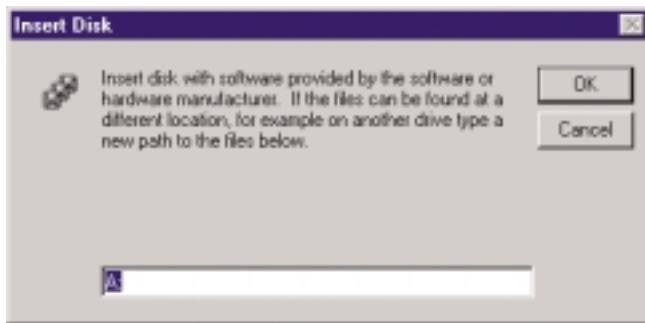 Insert Disk
Insert disk with software provided by the software or
hardware manufacturer. If the files can be found at a
different location, for example on another drive type a
new path to the files below.
OK
Cancel
A: